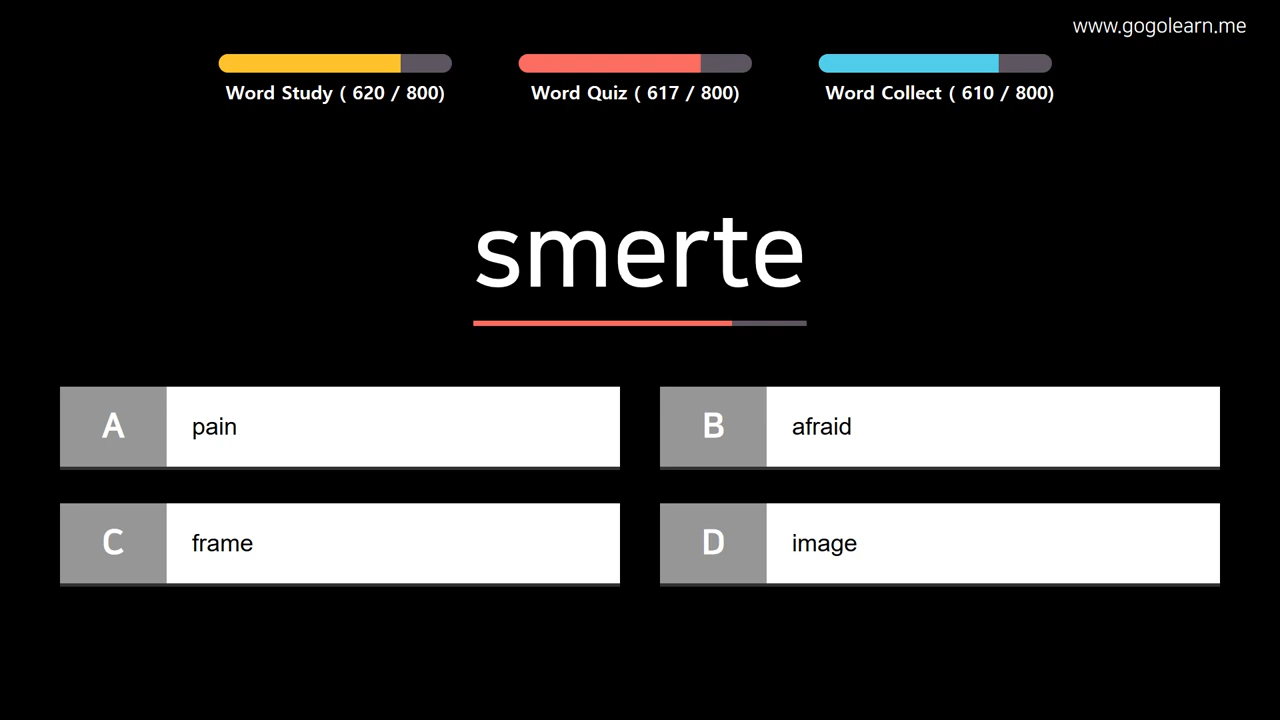 www.gogolearn.me
Word Study ( 620 / 800)
Word Quiz ( 617 / 800)
Word Collect ( 610 / 800)
smerte
A pain
B afraid
C frame
D image